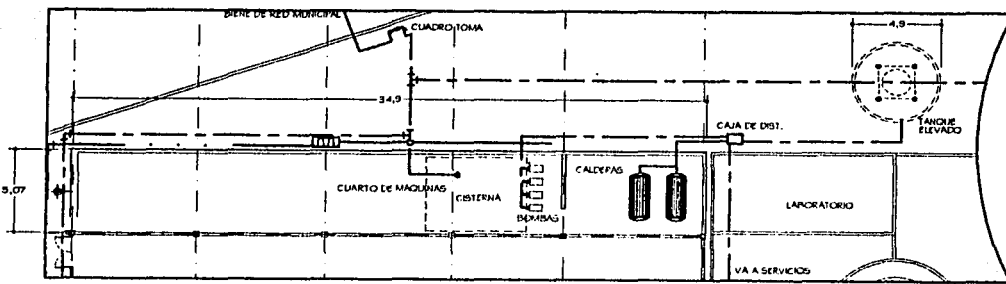 BIENE DE RED MUNICIPAL
CUADRO TOMA
4,9
34,9
TANQUE
ELEVADO
CAJA DE DIST.
5,07
CUARTO DE MAQUINAS
CISTERNA
BOMBAS
CALDERAS
LABORATORIO
VA A SERVICIOS